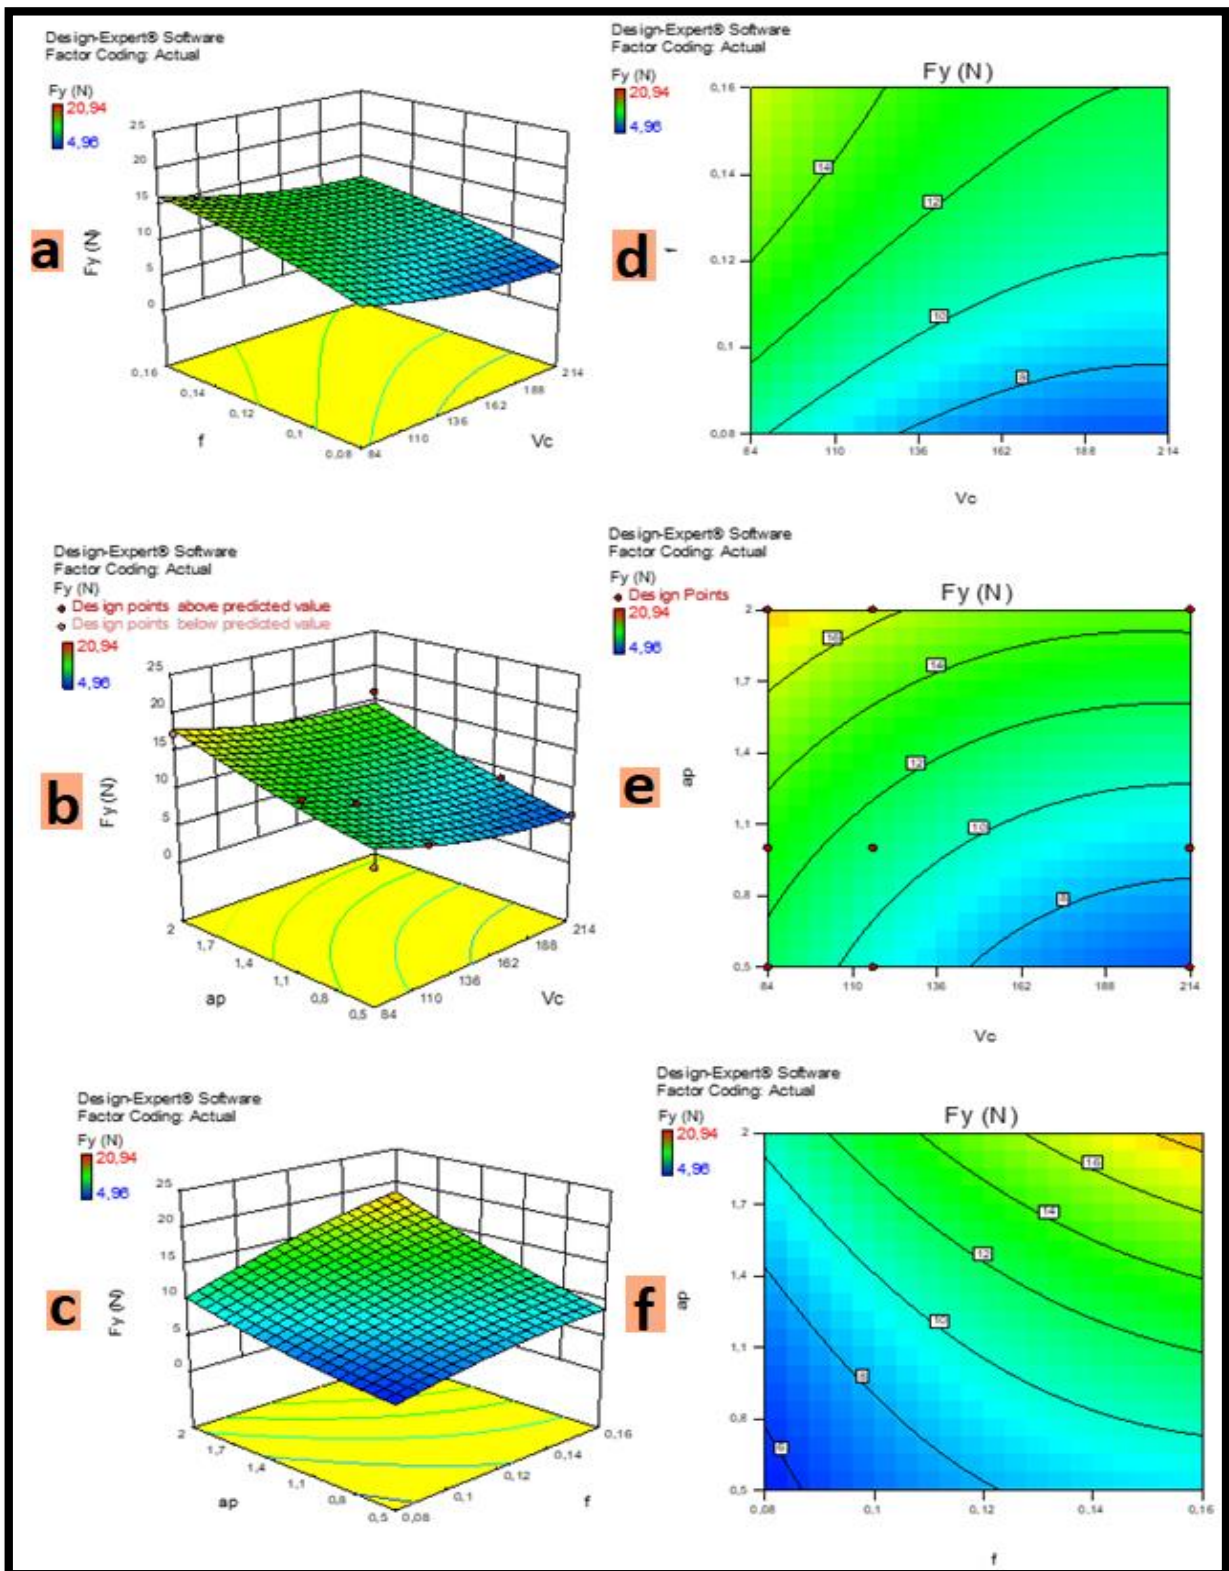 Design-Expert® Software
Factor Coding: Actual
Fy (N)
20,94
4,96
25
20
15
10
5
0
Fy (N)
a
0,16
0,14
0,12
0,1
0,08
f
84
110
136
162
188
214
Vc
Design-Expert® Software
Factor Coding: Actual
Fy (N)
20,94
4,96
Fy (N)
d
f
0,16
0,14
0,12
0,1
0,08
84
110
136
162
188
214
Vc
14
12
10
8
Design-Expert® Software
Factor Coding: Actual
Fy (N)
Design points above predicted value
Design points below predicted value
20,94
4,96
25
20
15
10
5
0
Fy (N)
b
2
1,7
1,4
1,1
0,8
0,5
ap
84
110
136
162
188
214
Vc
Design-Expert® Software
Factor Coding: Actual
Fy (N)
Design Points
20,94
4,96
Fy (N)
e
ap
2
1,7
1,4
1,1
0,8
0,5
84
110
136
162
188
214
Vc
16
14
12
10
8
Design-Expert® Software
Factor Coding: Actual
Fy (N)
20,94
4,96
25
20
15
10
5
0
Fy (N)
c
2
1,7
1,4
1,1
0,8
0,5
ap
0,08
0,1
0,12
0,14
0,16
f
Design-Expert® Software
Factor Coding: Actual
Fy (N)
20,94
4,96
Fy (N)
f
ap
2
1,7
1,4
1,1
0,8
0,5
0,08
0,1
0,12
0,14
0,16
f
16
14
12
10
8
6